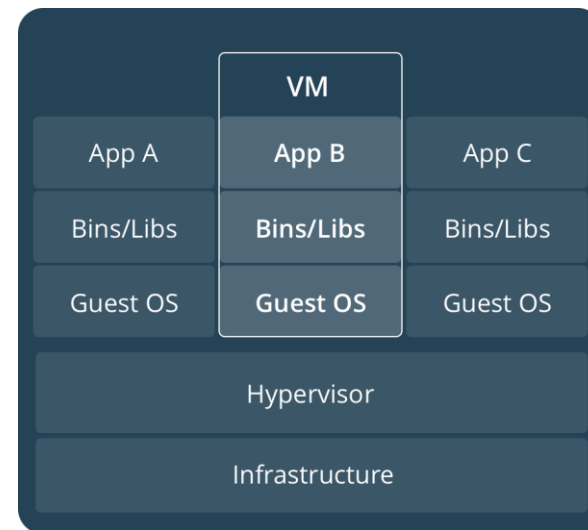 VM
App A App B App C
Bins/Libs Bins/Libs Bins/Libs
Guest OS Guest OS Guest OS
Hypervisor
Infrastructure